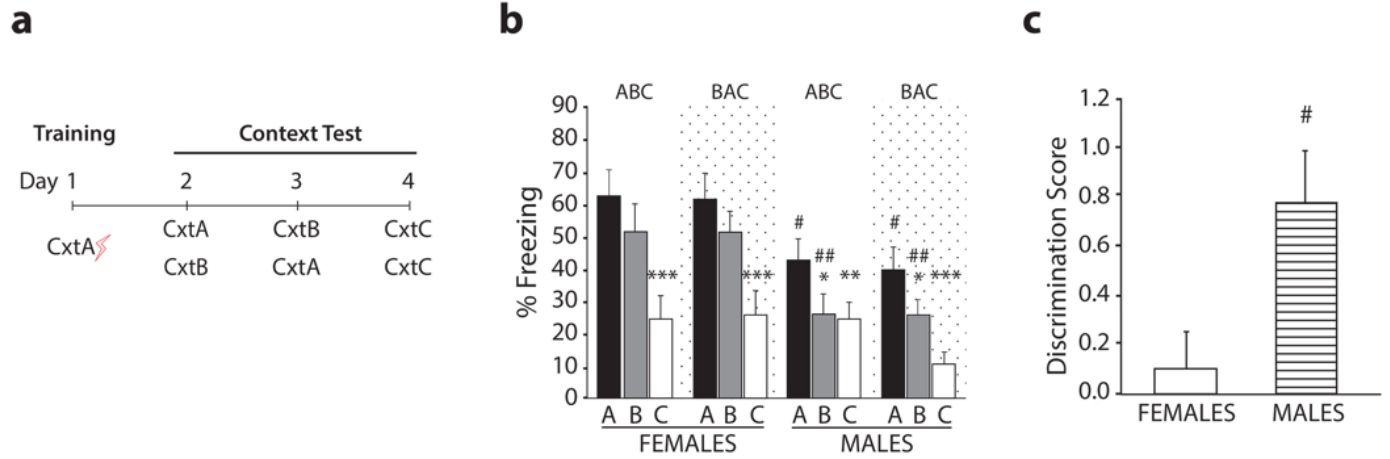 a
Training
Context Test
Day 1 2 3 4
CxtA
CxtA CxtB CxtC
CxtB CxtA CxtC
b
ABC BAC ABC BAC
% Freezing
90
80
70
60
50
40
30
20
10
0
# #
## ##
*** *** * ** * ***
A B C A B C A B C A B C
FEMALES MALES
c
Discrimination Score
1.2
1.0
0.8
0.6
0.4
0.2
0.0
#
FEMALES MALES